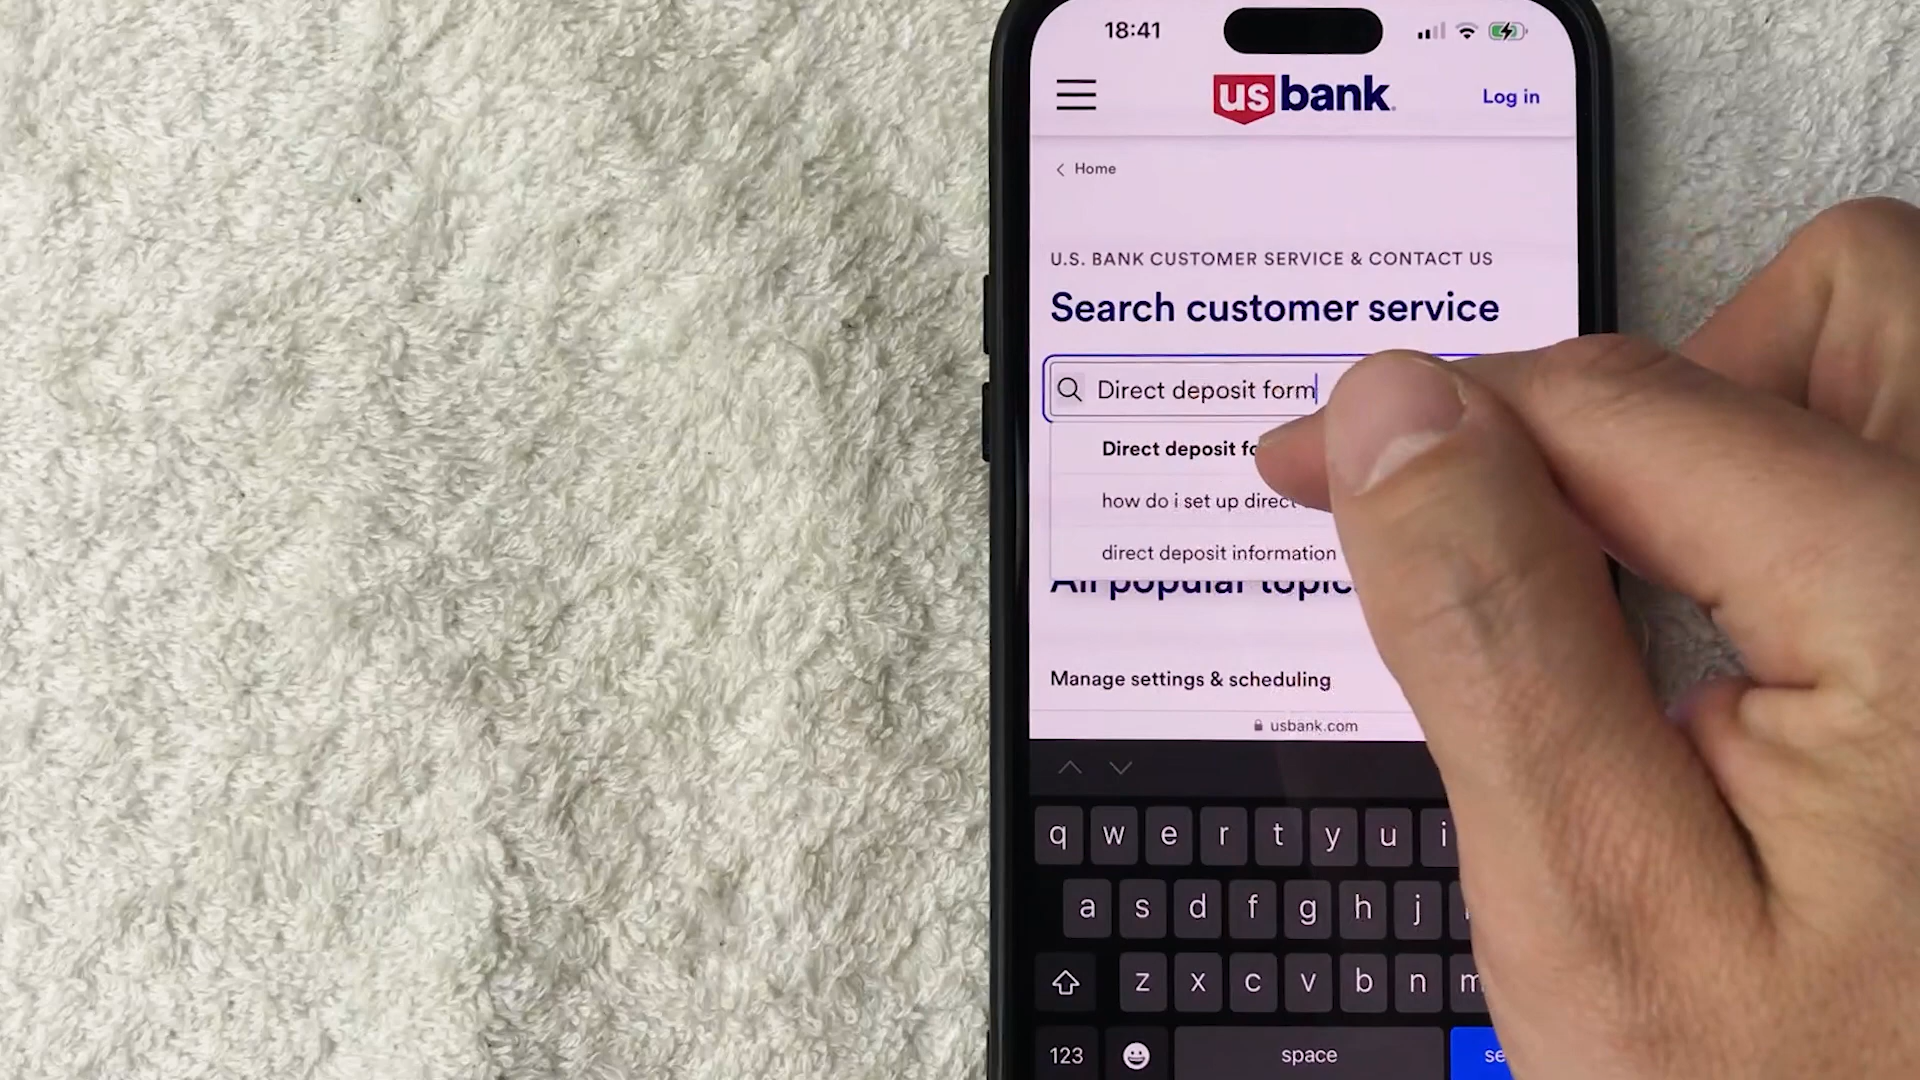 18:41
us bank
Log in
Home
U.S. BANK CUSTOMER SERVICE & CONTACT US
Search customer service
Direct deposit form
Direct deposit fo
how do i set up direct
direct deposit information
All popular topic
Manage settings & scheduling
usbank.com
q w e r t y u i
a s d f g h j
z x c v b n m
123 space se